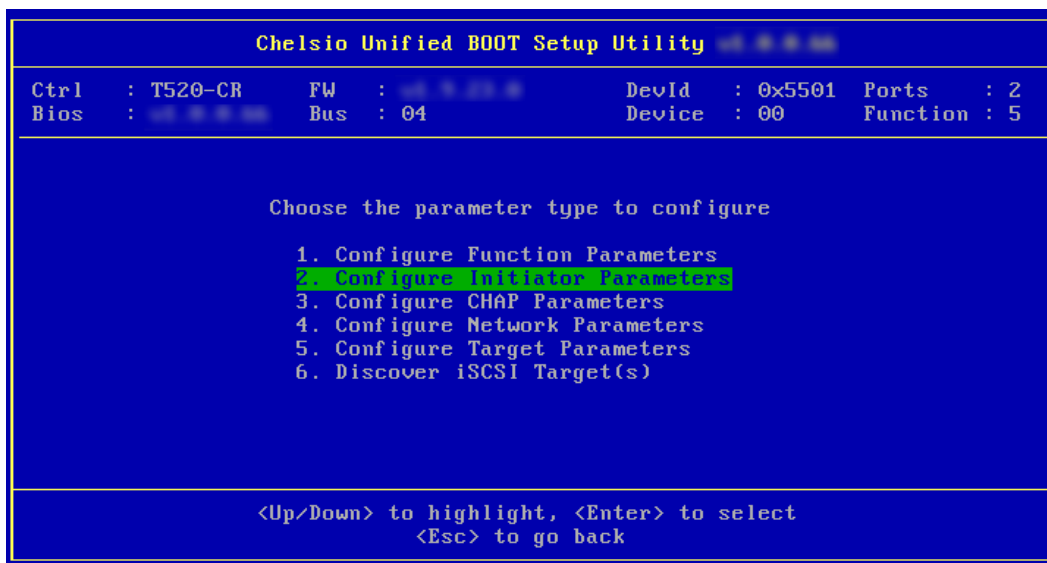 Chelsio Unified BOOT Setup Utility
Ctrl : T520-CR FW : DevId : 0x5501 Ports : 2
Bios : Bus : 04 Device : 00 Function : 5
Choose the parameter type to configure
1. Configure Function Parameters
2. Configure Initiator Parameters
3. Configure CHAP Parameters
4. Configure Network Parameters
5. Configure Target Parameters
6. Discover iSCSI Target(s)
<Up/Down> to highlight, <Enter> to select
<Esc> to go back